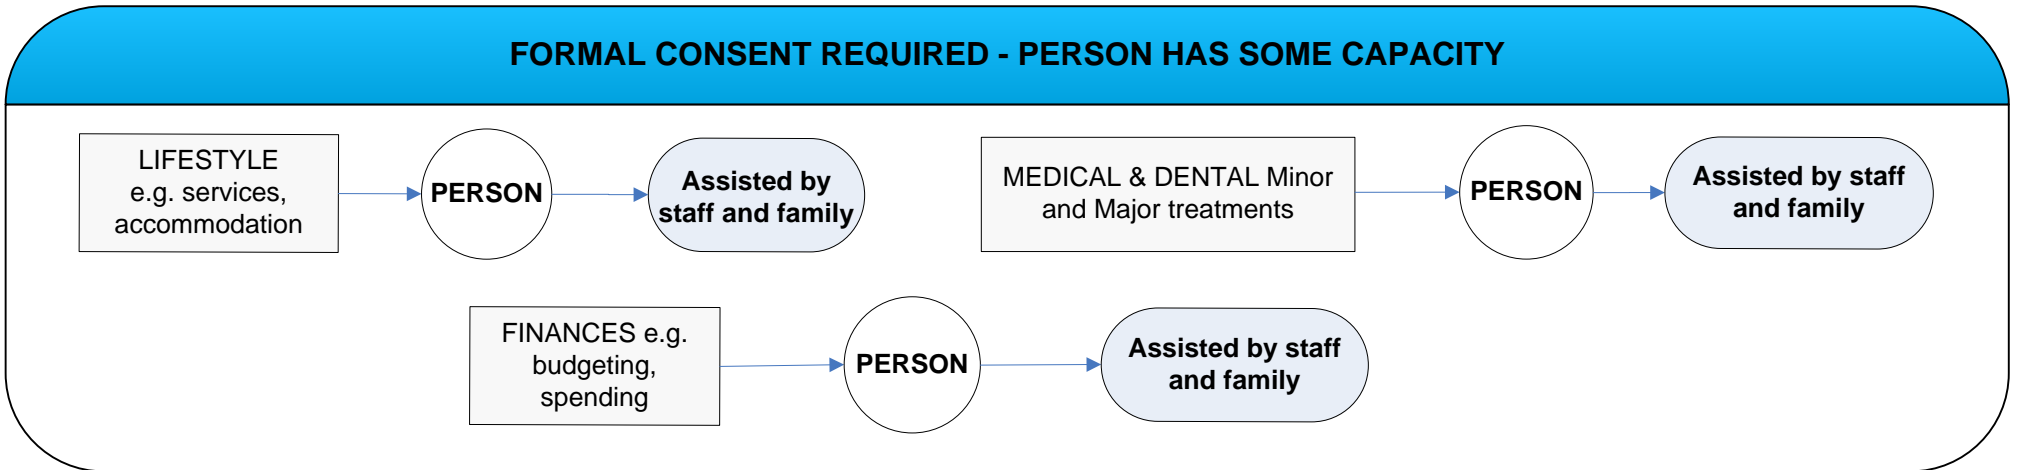 FORMAL CONSENT REQUIRED - PERSON HAS SOME CAPACITY
LIFESTYLE
e.g. services,
accommodation
PERSON
Assisted by
staff and family
MEDICAL & DENTAL Minor
and Major treatments
PERSON
Assisted by staff
and family
FINANCES e.g.
budgeting,
spending
PERSON
Assisted by staff
and family